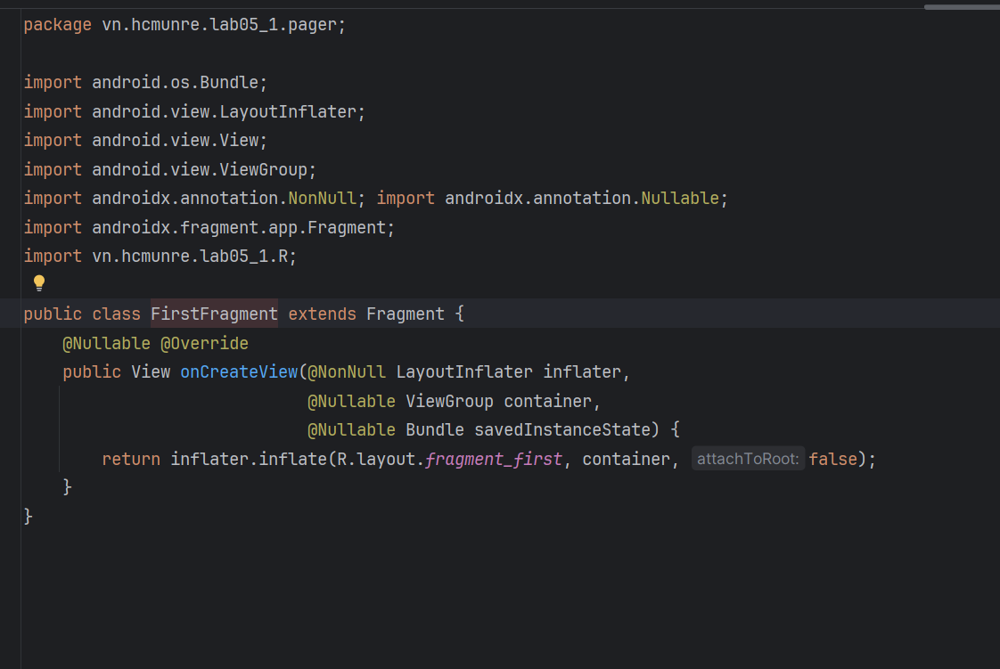 package vn.hcmunre.lab05_1.pager;
import android.os.Bundle;
import android.view.LayoutInflater;
import android.view.View;
import android.view.ViewGroup;
import androidx.annotation.NonNull; import androidx.annotation.Nullable;
import androidx.fragment.app.Fragment;
import vn.hcmunre.lab05_1.R;
public class FirstFragment extends Fragment {
@Nullable @Override
public View onCreateView(@NonNull LayoutInflater inflater,
@Nullable ViewGroup container,
@Nullable Bundle savedInstanceState) {
return inflater.inflate(R.layout.fragment_first, container, attachToRoot: false);
}
}